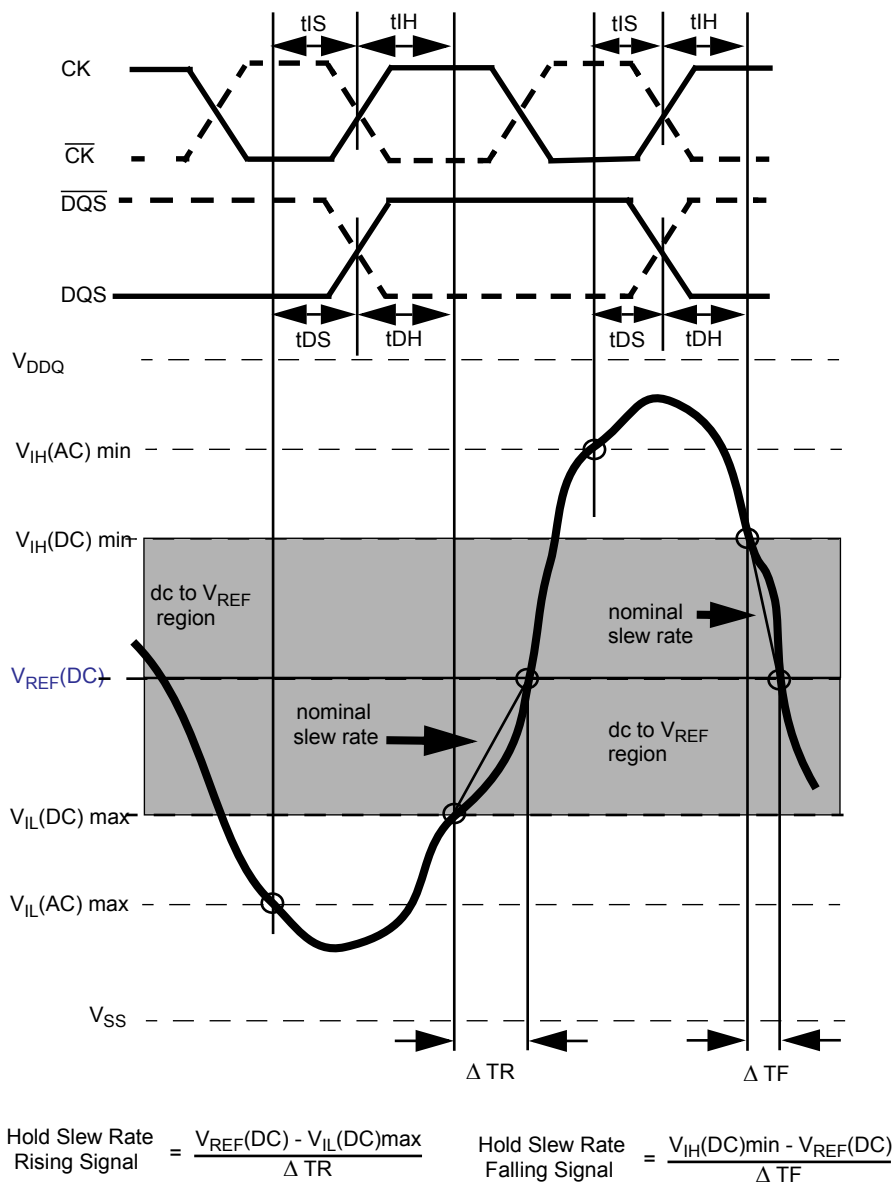 tIS tIH tIS tIH
CK
CK
DQS
DQS
tDS tDH tDS tDH
VDDQ
VIH(AC) min
VIH(DC) min
dc to VREF
region
nominal
slew rate
VREF(DC)
nominal
slew rate
dc to VREF
region
VIL(DC) max
VIL(AC) max
VSS
Δ TR Δ TF
Hold Slew Rate
Rising Signal
= VREF(DC) - VIL(DC)max
Δ TR
Hold Slew Rate
Falling Signal
= VIH(DC)min - VREF(DC)
Δ TF